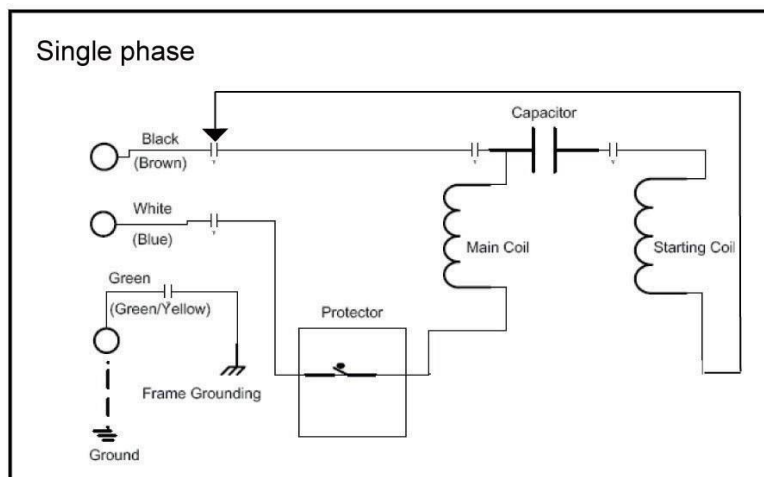 Single phase
Capacitor
Black
(Brown)
White
(Blue)
Main Coil
Starting Coil
Green
(Green/Yellow)
Protector
Frame Grounding
Ground